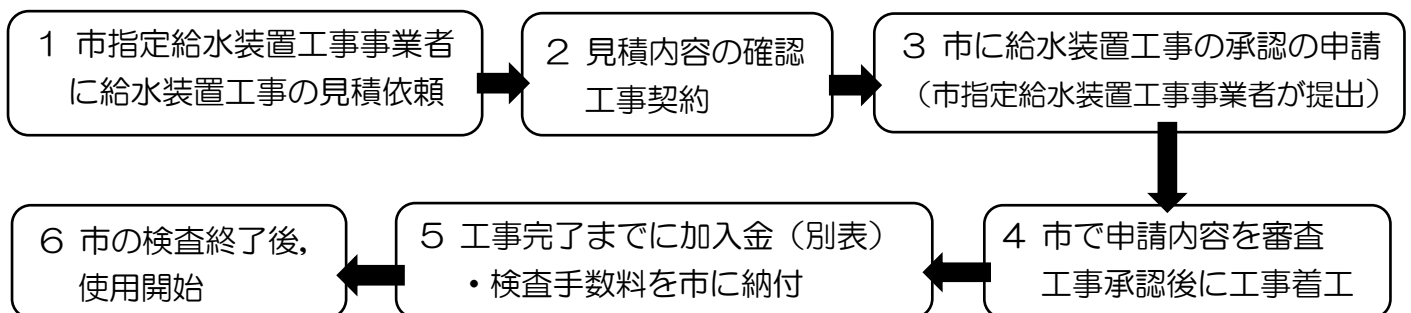 １ 市指定給水装置工事事業者
に給水装置工事の見積依頼
２ 見積内容の確認
工事契約
３ 市に給水装置工事の承認の申請
（市指定給水装置工事事業者が提出）
４ 市で申請内容を審査
工事承認後に工事着工
５ 工事完了までに加入金（別表）
・検査手数料を市に納付
６ 市の検査終了後，
使用開始